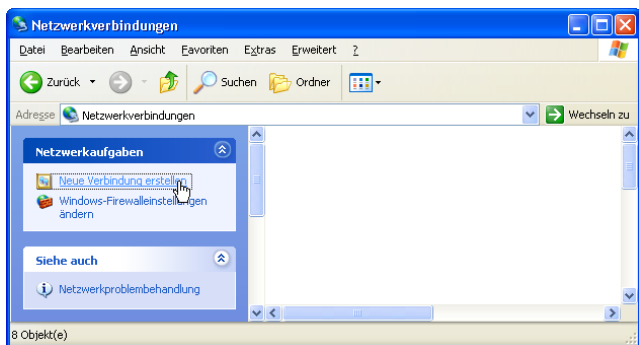 Netzwerkverbindungen
Datei Bearbeiten Ansicht Favoriten Extras Erweitert ?
Zurück Suchen Ordner
Adresse Netzwerkverbindungen Wechseln zu
Netzwerkaufgaben
Neue Verbindung erstellen
Windows-Firewalleinstellungen
ändern
Siehe auch
Netzwerkproblembehandlung
8 Objekt(e)